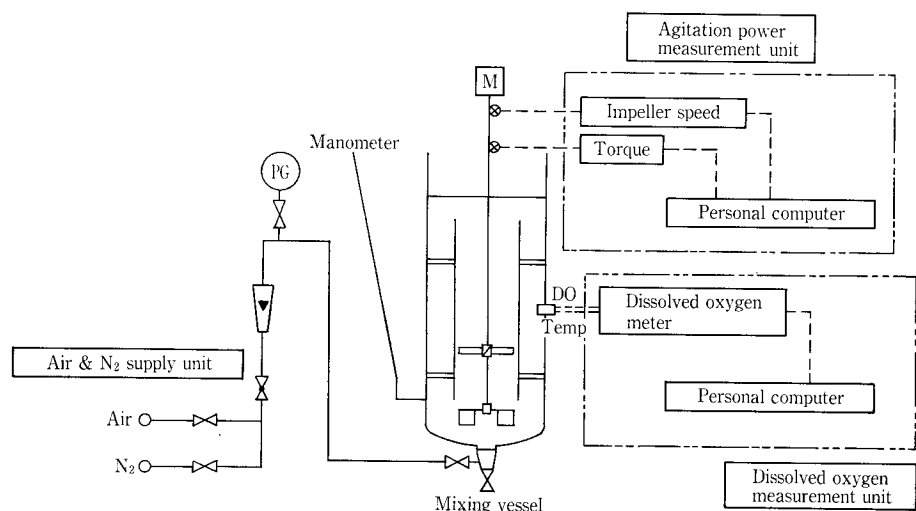 Agitation power
measurement unit
M
Impeller speed
Manometer
Torque
PG
Personal computer
DO
Dissolved oxygen
meter
Temp
Air & N₂ supply unit
Personal computer
Air
N₂
Dissolved oxygen
measurement unit
Mixing vessel